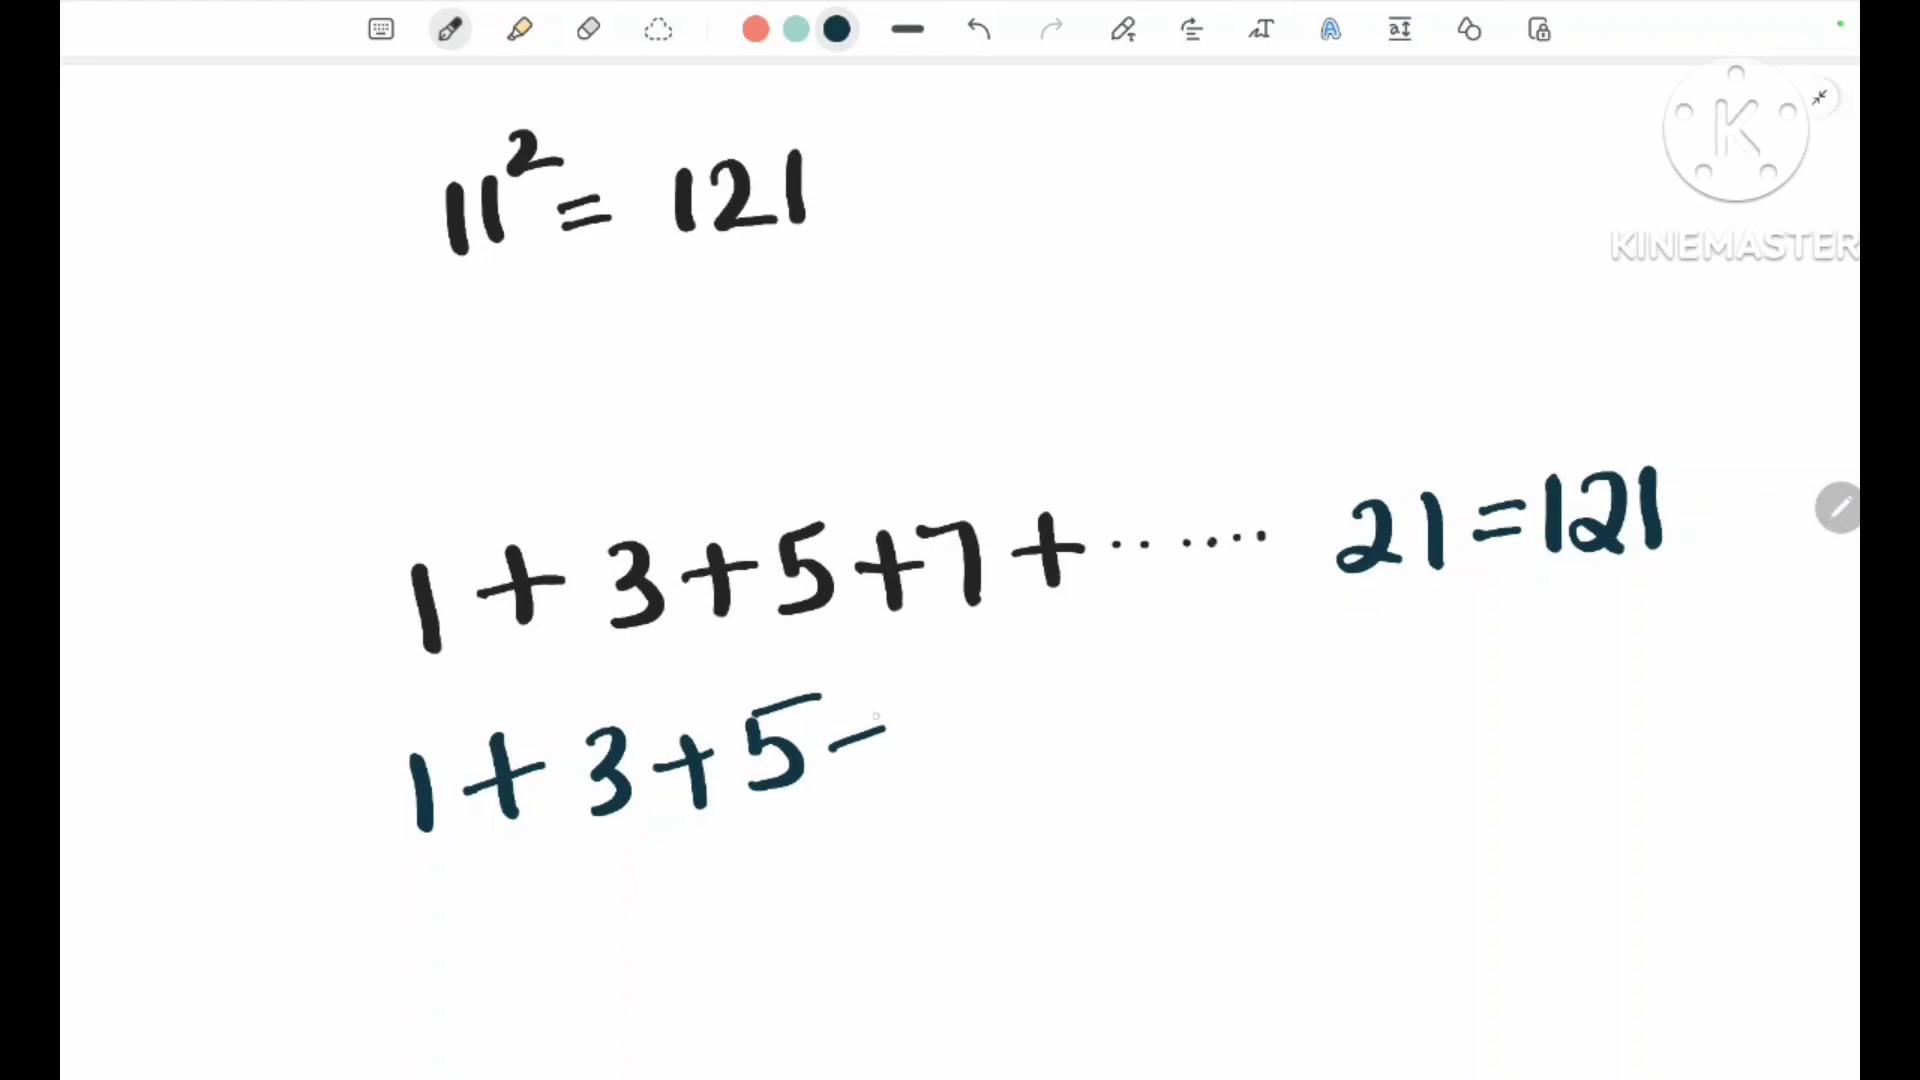 KINEMASTER
11² = 121
1 + 3 + 5 + 7 + ....... 21 = 121
1 + 3 + 5 -